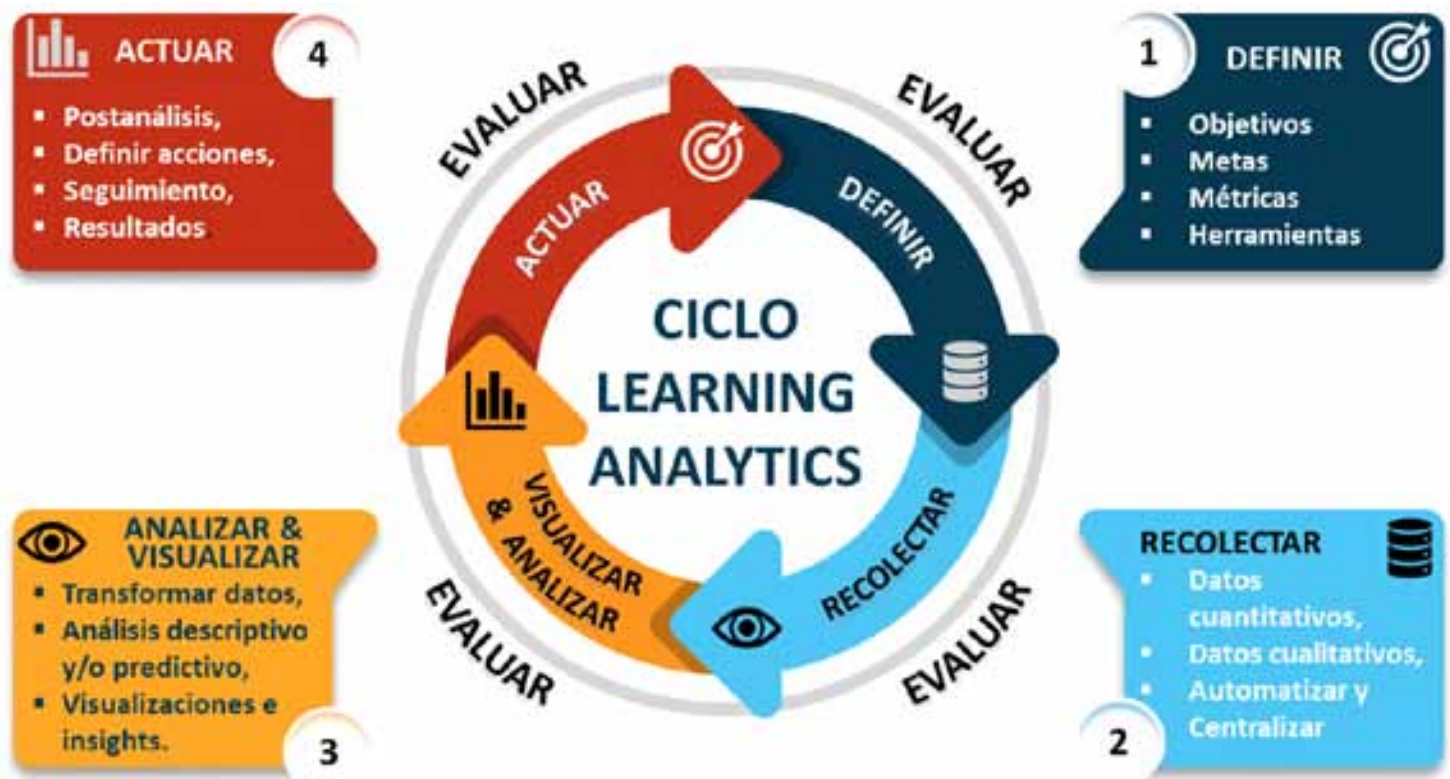 ACTUAR
4
▪ Postanálisis,
▪ Definir acciones,
▪ Seguimiento,
▪ Resultados
1
DEFINIR
▪ Objetivos
▪ Metas
▪ Métricas
▪ Herramientas
EVALUAR
EVALUAR
ACTUAR
DEFINIR
CICLO
LEARNING
ANALYTICS
VISUALIZAR
& ANALIZAR
RECOLECTAR
EVALUAR
EVALUAR
ANALIZAR &
VISUALIZAR
▪ Transformar datos,
▪ Análisis descriptivo
y/o predictivo,
▪ Visualizaciones e
insights.
3
RECOLECTAR
▪ Datos
cuantitativos,
▪ Datos cualitativos,
▪ Automatizar y
Centralizar
2